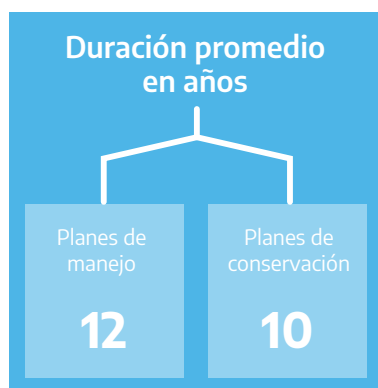 Duración promedio
en años
Planes de
manejo
12
Planes de
conservación
10